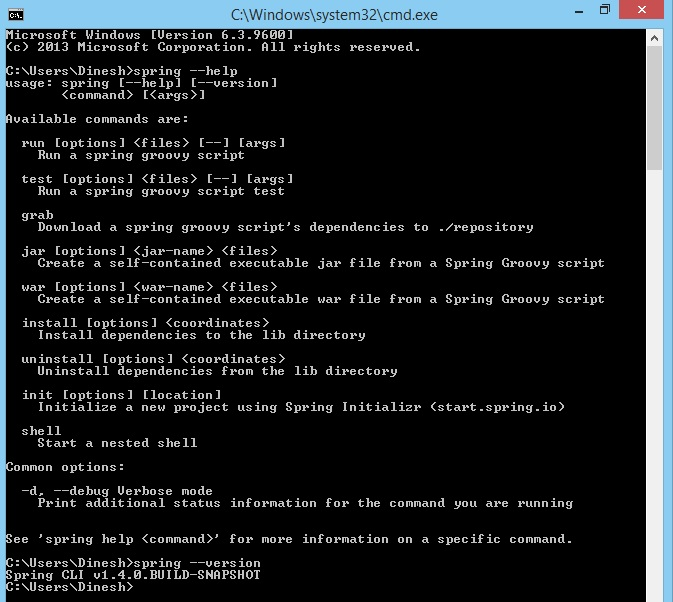 C:\Windows\system32\cmd.exe
Microsoft Windows [Version 6.3.9600]
(c) 2013 Microsoft Corporation. All rights reserved.
C:\Users\Dinesh>spring --help
usage: spring [--help] [--version]
<command> [<args>]
Available commands are:
run [options] <files> [--] [args]
Run a spring groovy script
test [options] <files> [--] [args]
Run a spring groovy script test
grab
Download a spring groovy script's dependencies to ./repository
jar [options] <jar-name> <files>
Create a self-contained executable jar file from a Spring Groovy script
war [options] <war-name> <files>
Create a self-contained executable war file from a Spring Groovy script
install [options] <coordinates>
Install dependencies to the lib directory
uninstall [options] <coordinates>
Uninstall dependencies from the lib directory
init [options] [location]
Initialize a new project using Spring Initializr (start.spring.io)
shell
Start a nested shell
Common options:
-d, --debug Verbose mode
Print additional status information for the command you are running
See 'spring help <command>' for more information on a specific command.
C:\Users\Dinesh>spring --version
Spring CLI v1.4.0.BUILD-SNAPSHOT
C:\Users\Dinesh>